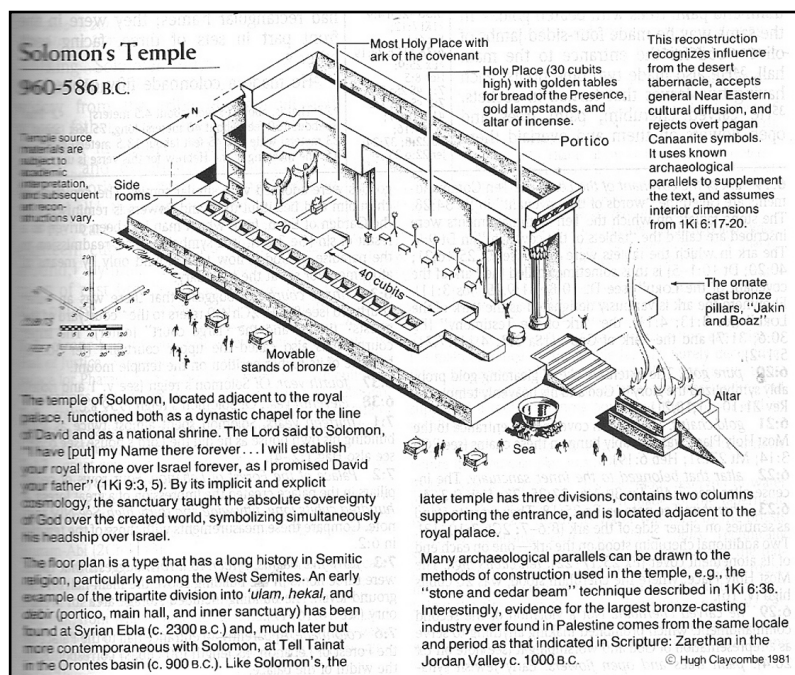 Solomon's Temple
960-586 B.C.
N
Temple source
materials are
subject to
academic
interpretation,
and subsequent
art recon-
structions vary.
Side
rooms
Most Holy Place with
ark of the covenant
Holy Place (30 cubits
high) with golden tables
for bread of the Presence,
gold lampstands, and
altar of incense.
Portico
This reconstruction
recognizes influence
from the desert
tabernacle, accepts
general Near Eastern
cultural diffusion, and
rejects overt pagan
Canaanite symbols.
It uses known
archaeological
parallels to supplement
the text, and assumes
interior dimensions
from 1Ki 6:17-20.
20
40 cubits
Hugh Claycombe
CUBITS
FEET
Movable
stands of bronze
The ornate
cast bronze
pillars, "Jakin
and Boaz"
Altar
Sea
The temple of Solomon, located adjacent to the royal
palace, functioned both as a dynastic chapel for the line
of David and as a national shrine. The Lord said to Solomon,
"I have [put] my Name there forever . . . I will establish
your royal throne over Israel forever, as I promised David
your father" (1Ki 9:3, 5). By its implicit and explicit
cosmology, the sanctuary taught the absolute sovereignty
of God over the created world, symbolizing simultaneously
his headship over Israel.
The floor plan is a type that has a long history in Semitic
religion, particularly among the West Semites. An early
example of the tripartite division into 'ulam, hekal, and
debir (portico, main hall, and inner sanctuary) has been
found at Syrian Ebla (c. 2300 B.C.) and, much later but
more contemporaneous with Solomon, at Tell Tainat
in the Orontes basin (c. 900 B.C.). Like Solomon's, the
later temple has three divisions, contains two columns
supporting the entrance, and is located adjacent to the
royal palace.
Many archaeological parallels can be drawn to the
methods of construction used in the temple, e.g., the
"stone and cedar beam" technique described in 1Ki 6:36.
Interestingly, evidence for the largest bronze-casting
industry ever found in Palestine comes from the same locale
and period as that indicated in Scripture: Zarethan in the
Jordan Valley c. 1000 B.C.
© Hugh Claycombe 1981